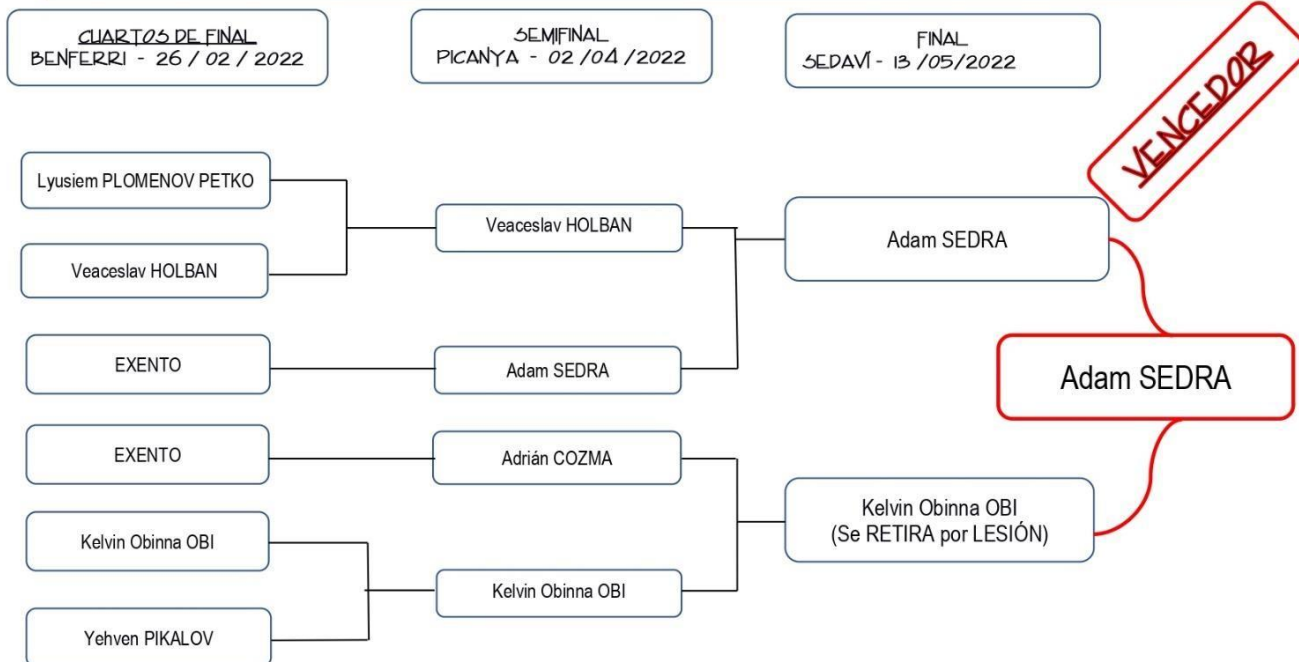 CUARTOS DE FINAL
BENFERRI - 26 / 02 / 2022
SEMIFINAL
PICANYA - 02 /04 /2022
FINAL
SEDAVÍ - 13 /05/2022
VENCEDOR
Lyusiem PLOMENOV PETKO
Veaceslav HOLBAN
EXENTO
EXENTO
Kelvin Obinna OBI
Yehven PIKALOV
Veaceslav HOLBAN
Adam SEDRA
Adrián COZMA
Kelvin Obinna OBI
Adam SEDRA
Kelvin Obinna OBI
(Se RETIRA por LESIÓN)
Adam SEDRA